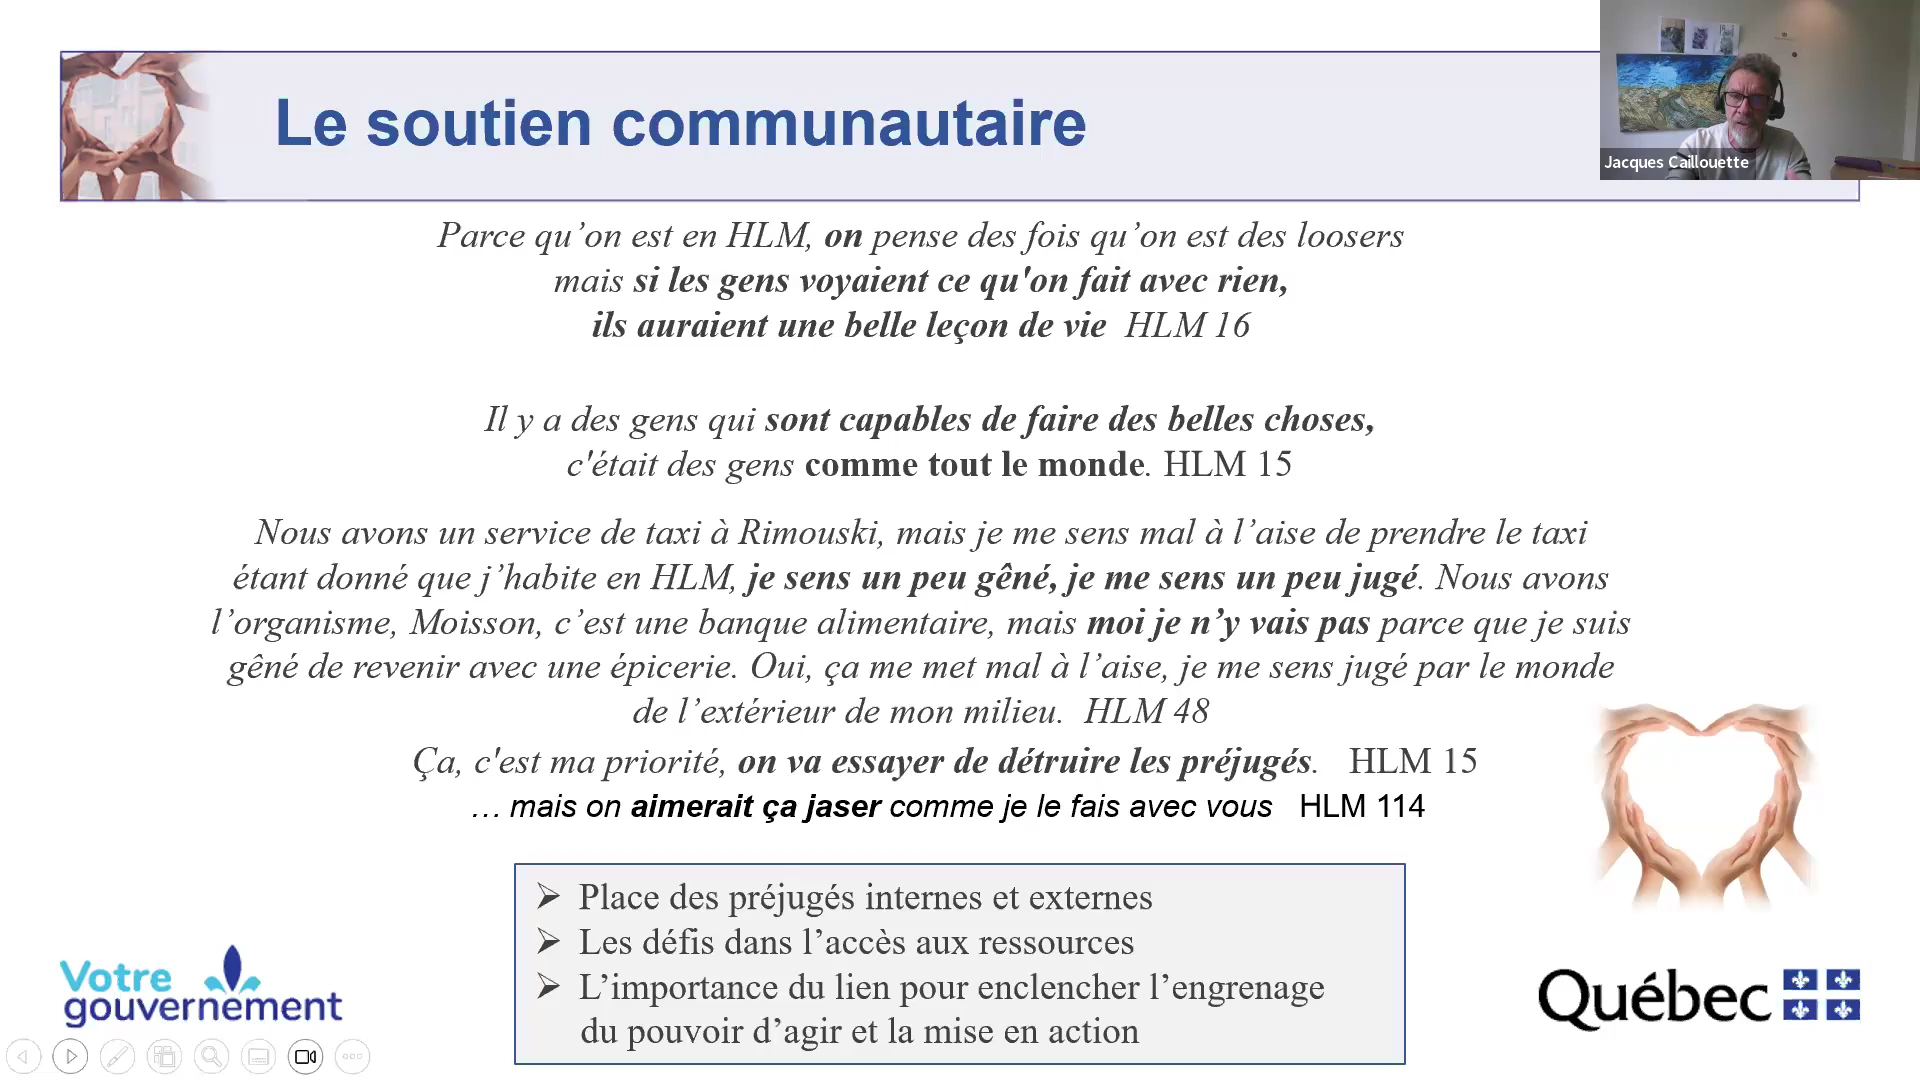 Le soutien communautaire
Jacques Caillouette
Parce qu’on est en HLM, on pense des fois qu’on est des loosers
mais si les gens voyaient ce qu'on fait avec rien,
ils auraient une belle leçon de vie HLM 16
Il y a des gens qui sont capables de faire des belles choses,
c'était des gens comme tout le monde. HLM 15
Nous avons un service de taxi à Rimouski, mais je me sens mal à l’aise de prendre le taxi
étant donné que j’habite en HLM, je sens un peu gêné, je me sens un peu jugé. Nous avons
l’organisme, Moisson, c’est une banque alimentaire, mais moi je n’y vais pas parce que je suis
gêné de revenir avec une épicerie. Oui, ça me met mal à l’aise, je me sens jugé par le monde
de l’extérieur de mon milieu. HLM 48
Ça, c'est ma priorité, on va essayer de détruire les préjugés. HLM 15
… mais on aimerait ça jaser comme je le fais avec vous HLM 114
➢ Place des préjugés internes et externes
➢ Les défis dans l’accès aux ressources
➢ L’importance du lien pour enclencher l’engrenage
du pouvoir d’agir et la mise en action
Votre
gouvernement
Québec